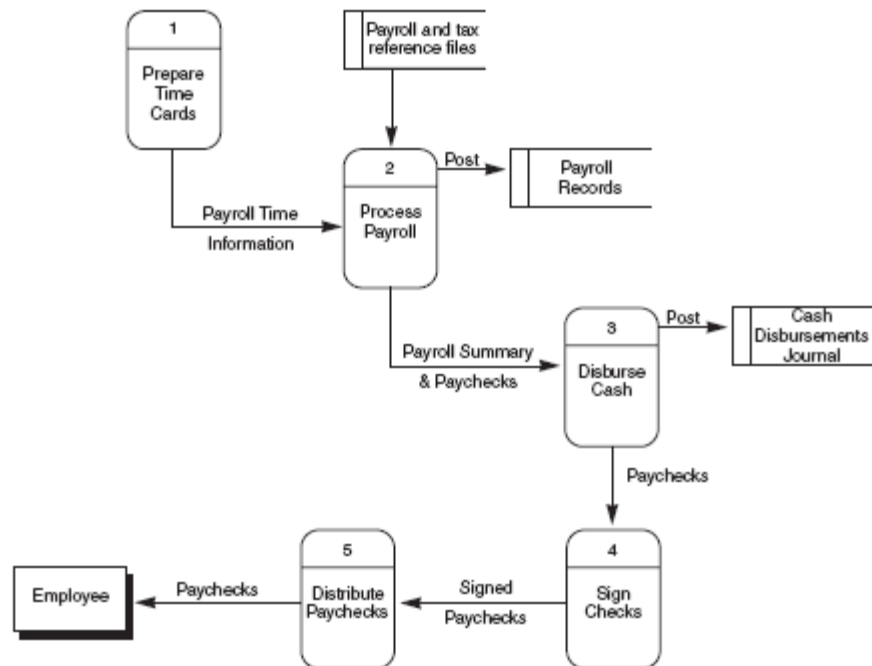 1
Prepare
Time
Cards
Payroll and tax
reference files
2
Process
Payroll
Post
Payroll
Records
Payroll Time
Information
Payroll Summary
& Paychecks
3
Disburse
Cash
Post
Cash
Disbursements
Journal
Paychecks
4
Sign
Checks
Signed
Paychecks
5
Distribute
Paychecks
Paychecks
Employee